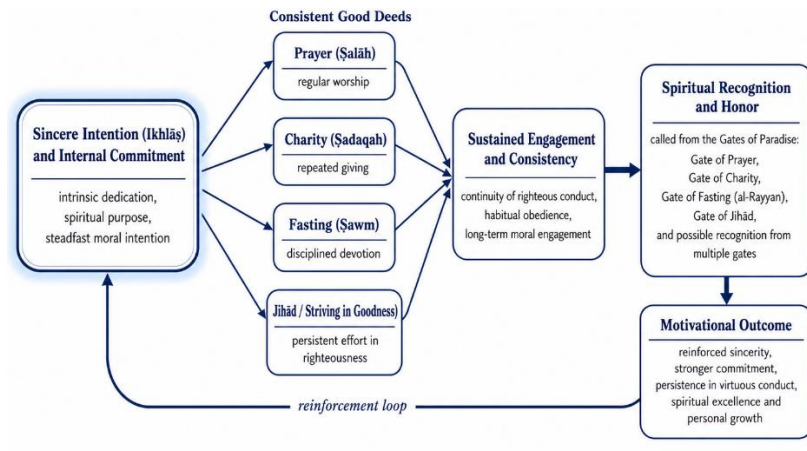 Consistent Good Deeds
Sincere Intention (Ikhlāṣ)
and Internal Commitment
intrinsic dedication,
spiritual purpose,
steadfast moral intention
Prayer (Ṣalāh)
regular worship
Charity (Ṣadaqah)
repeated giving
Fasting (Ṣawm)
disciplined devotion
Jihād / Striving in Goodness)
persistent effort in
righteousness
Sustained Engagement
and Consistency
continuity of righteous conduct,
habitual obedience,
long-term moral engagement
Spiritual Recognition
and Honor
called from the Gates of Paradise:
Gate of Prayer,
Gate of Charity,
Gate of Fasting (al-Rayyan),
Gate of Jihād,
and possible recognition from
multiple gates
Motivational Outcome
reinforced sincerity,
stronger commitment,
persistence in virtuous conduct,
spiritual excellence and
personal growth
reinforcement loop